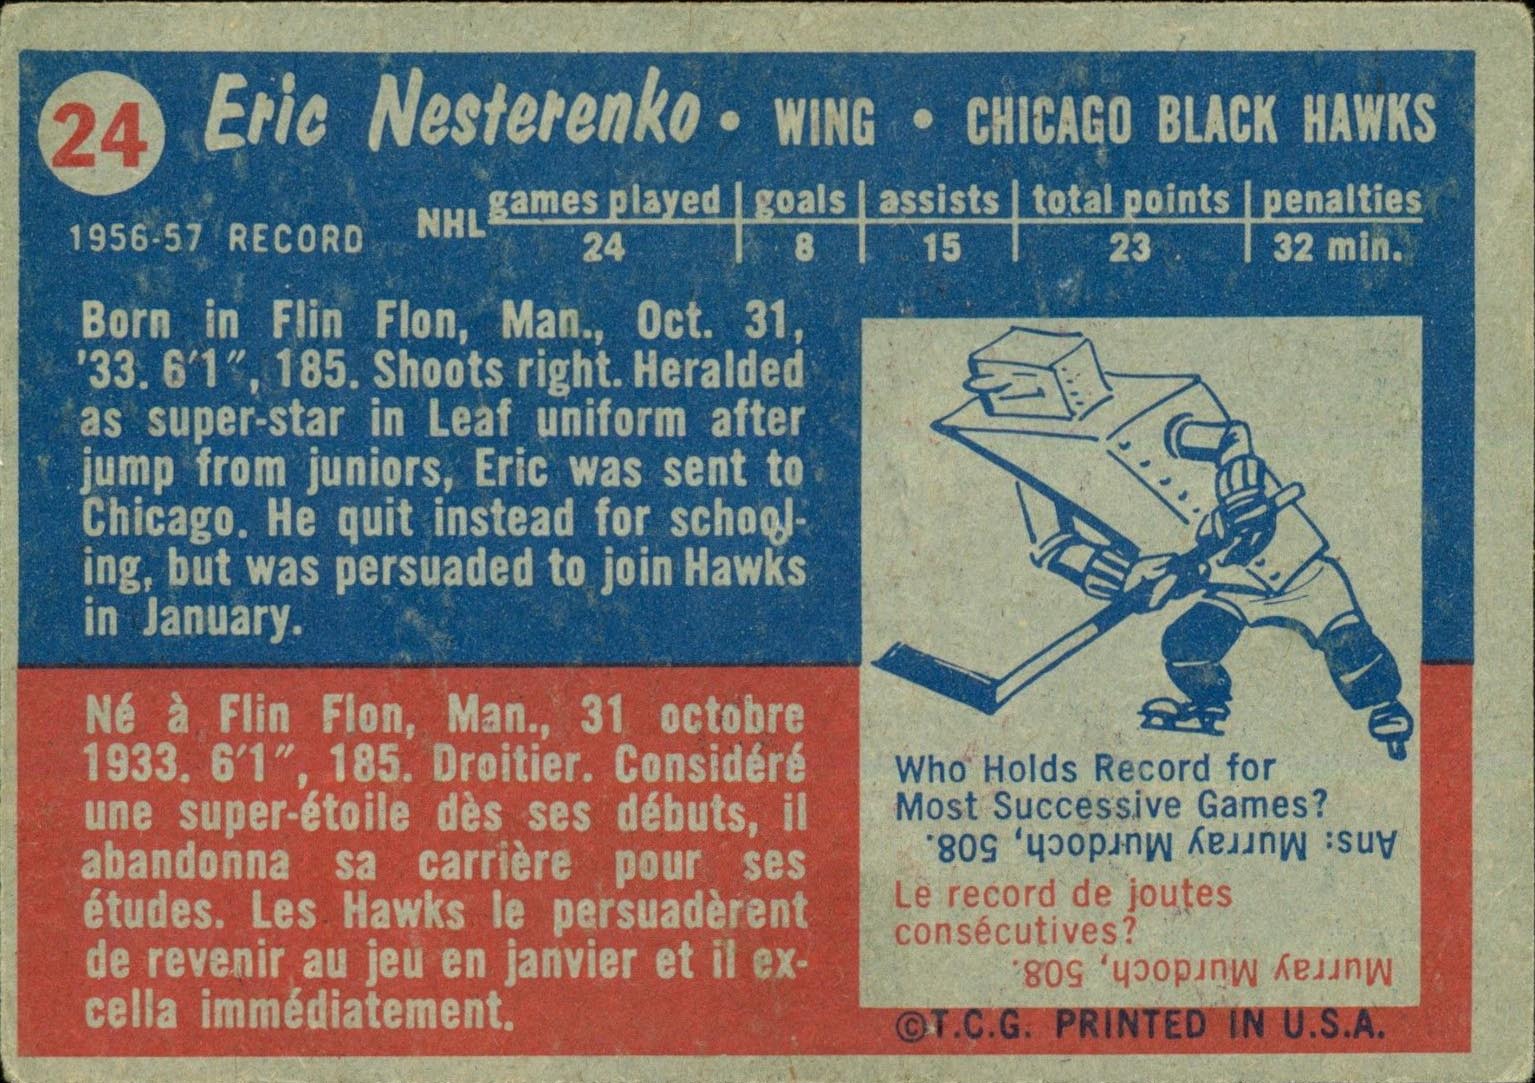 24 Eric Nesterenko • WING • CHICAGO BLACK HAWKS
1956-57 RECORD NHL games played | goals | assists | total points | penalties
24 | 8 | 15 | 23 | 32 min.
Born in Flin Flon, Man., Oct. 31,
'33. 6'1", 185. Shoots right. Heralded
as super-star in Leaf uniform after
jump from juniors, Eric was sent to
Chicago. He quit instead for school-
ing, but was persuaded to join Hawks
in January.
Né à Flin Flon, Man., 31 octobre
1933. 6'1", 185. Droitier. Considéré
une super-étoile dès ses débuts, il
abandonna sa carrière pour ses
études. Les Hawks le persuadèrent
de revenir au jeu en janvier et il ex-
cella immédiatement.
Who Holds Record for
Most Successive Games?
Ans: Murray Murdoch, 508.
Le record de joutes
consécutives?
Murray Murdoch, 508.
©T.C.G. PRINTED IN U.S.A.